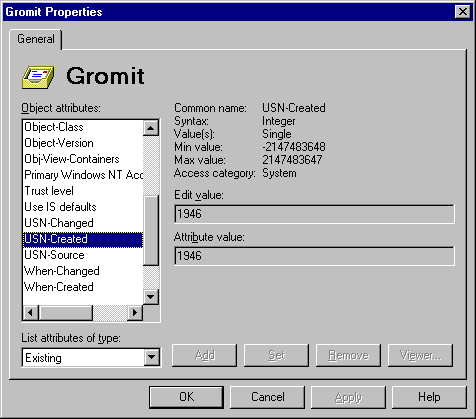 Gromit Properties
General
Gromit
Object attributes:
Object-Class
Object-Version
Obj-View-Containers
Primary Windows NT Acc
Trust level
Use IS defaults
USN-Changed
USN-Created
USN-Source
When-Changed
When-Created
List attributes of type:
Existing
Common name: USN-Created
Syntax: Integer
Value(s): Single
Min value: -2147483648
Max value: 2147483647
Access category: System
Edit value:
1946
Attribute value:
1946
Add Set Remove Viewer...
OK Cancel Apply Help